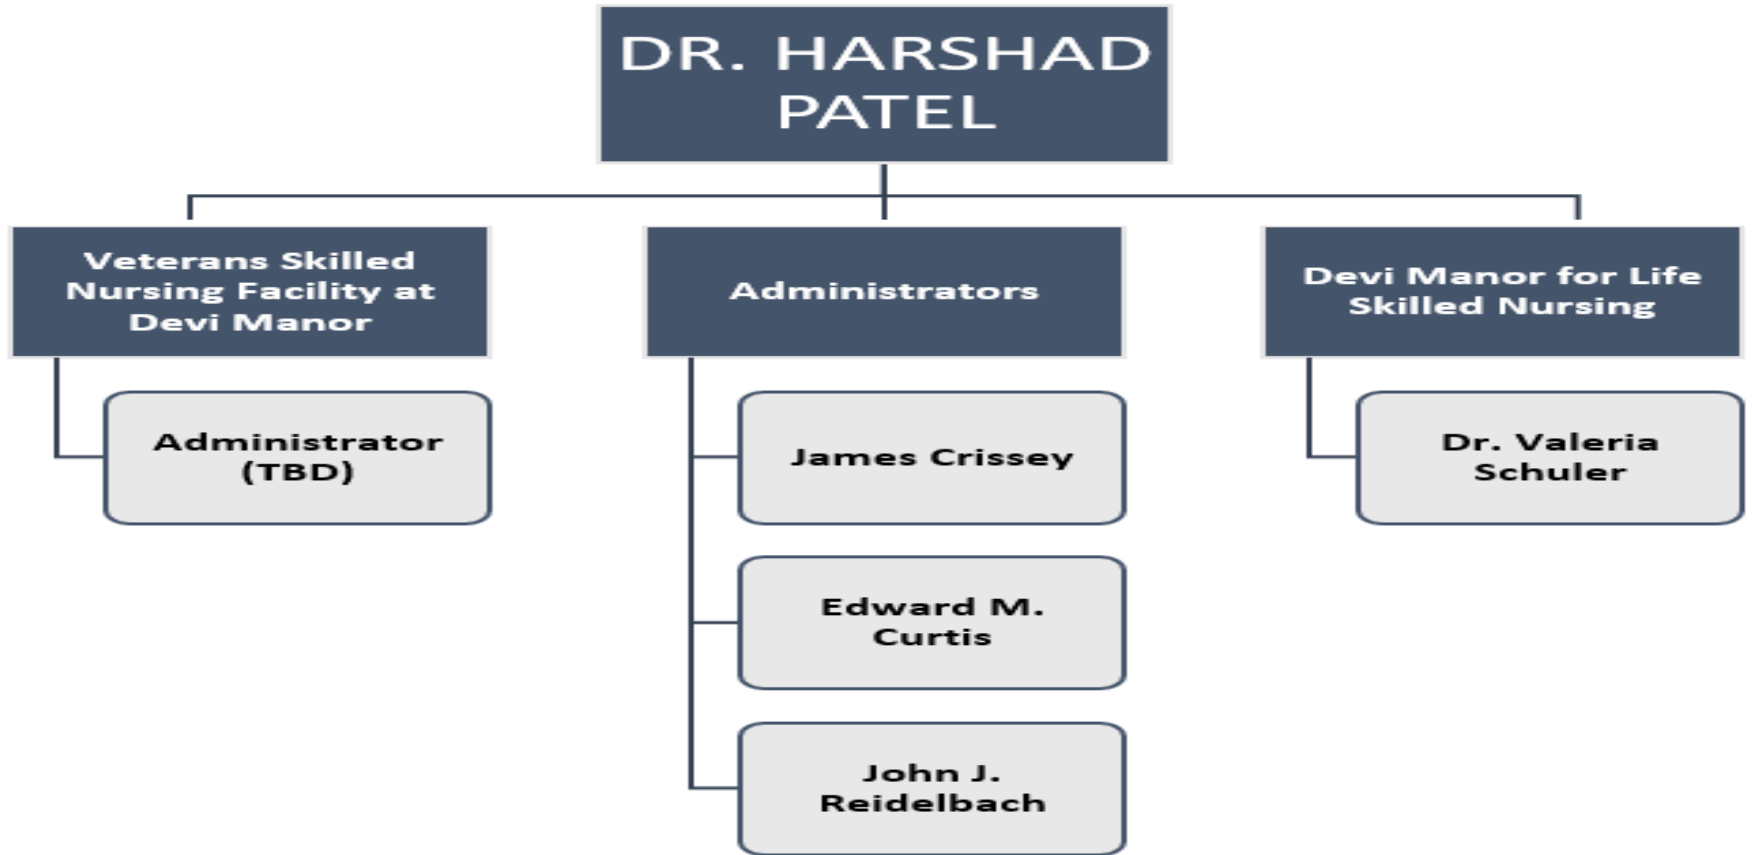 DR. HARSHAD
PATEL
Veterans Skilled
Nursing Facility at
Devi Manor
Administrator
(TBD)
Administrators
James Crissey
Edward M.
Curtis
John J.
Reidelbach
Devi Manor for Life
Skilled Nursing
Dr. Valeria
Schuler